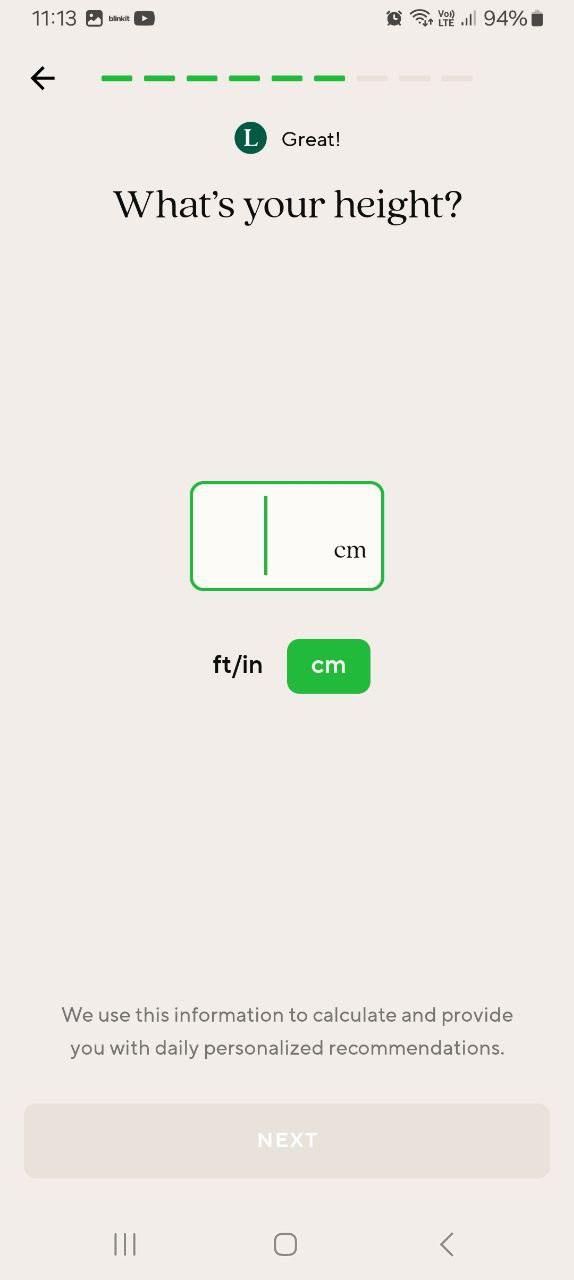 11:13 blinkit Vo)) LTE 94%
L Great!
What's your height?
cm
ft/in cm
We use this information to calculate and provide
you with daily personalized recommendations.
NEXT